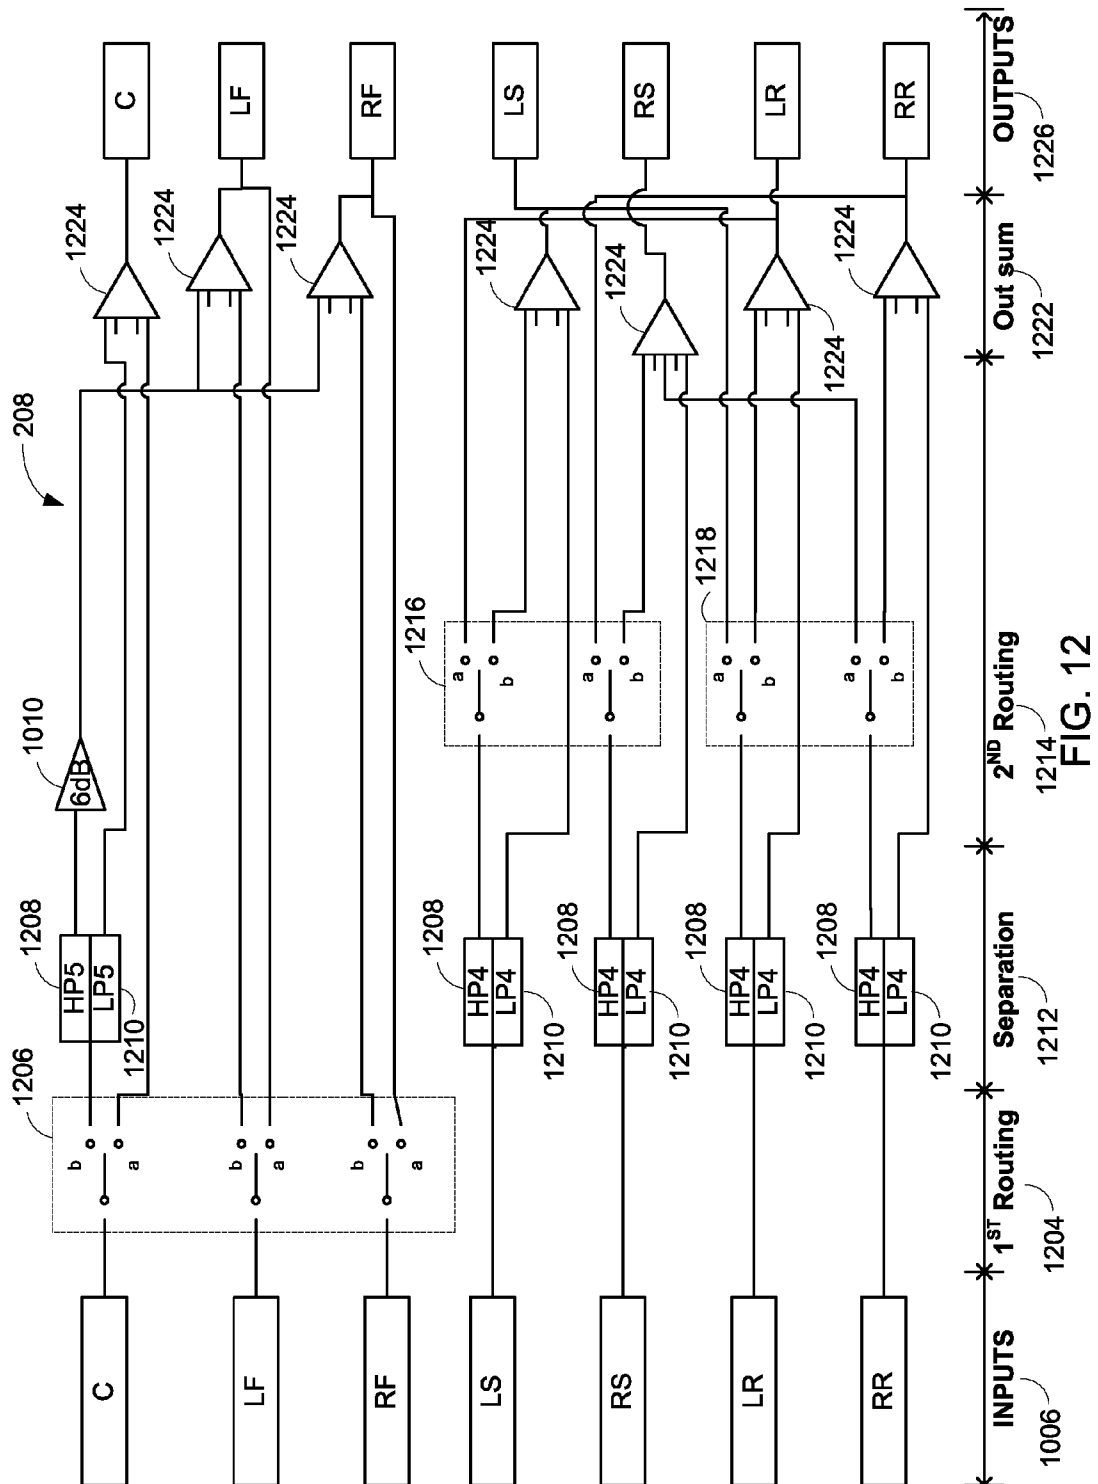 208
C
LF
RF
LS
RS
LR
RR
1206
b
a
b
a
b
a
1208
HP5
LP5
1210
1010
6dB
1208
HP4
LP4
1210
1208
HP4
LP4
1210
1208
HP4
LP4
1210
1208
HP4
LP4
1210
1216
a
b
a
b
1218
a
b
a
b
1224
1224
1224
1224
1224
1224
1224
C
LF
RF
LS
RS
LR
RR
INPUTS
1006
1ST Routing
1204
Separation
1212
2ND Routing
1214
Out sum
1222
OUTPUTS
1226
FIG. 12